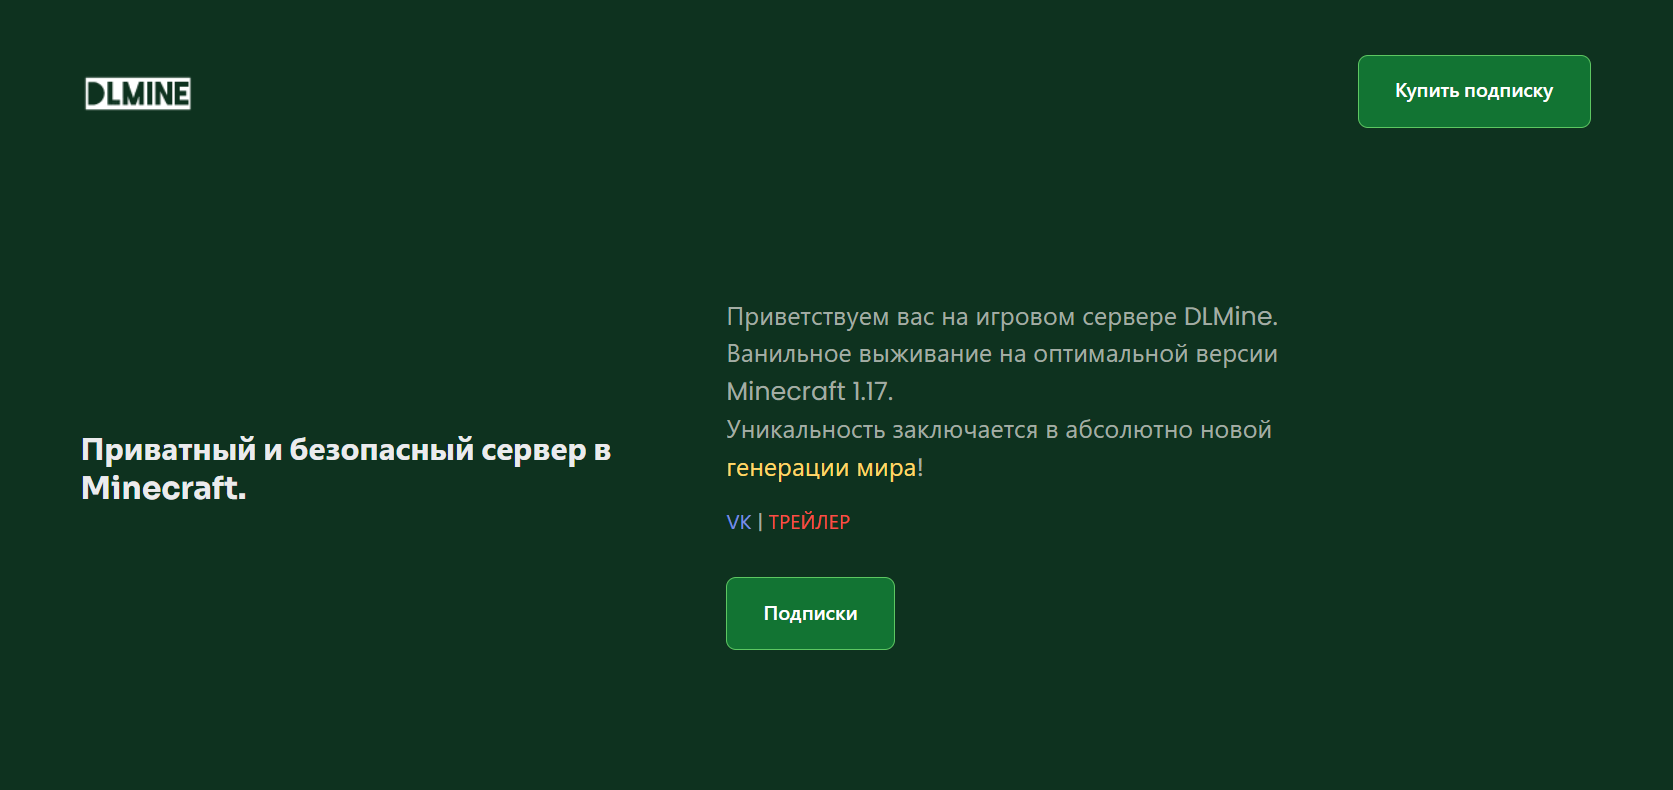 DLMINE
Купить подписку
Приватный и безопасный сервер в
Minecraft.
Приветствуем вас на игровом сервере DLMine.
Ванильное выживание на оптимальной версии
Minecraft 1.17.
Уникальность заключается в абсолютно новой
генерации мира!
VK | ТРЕЙЛЕР
Подписки